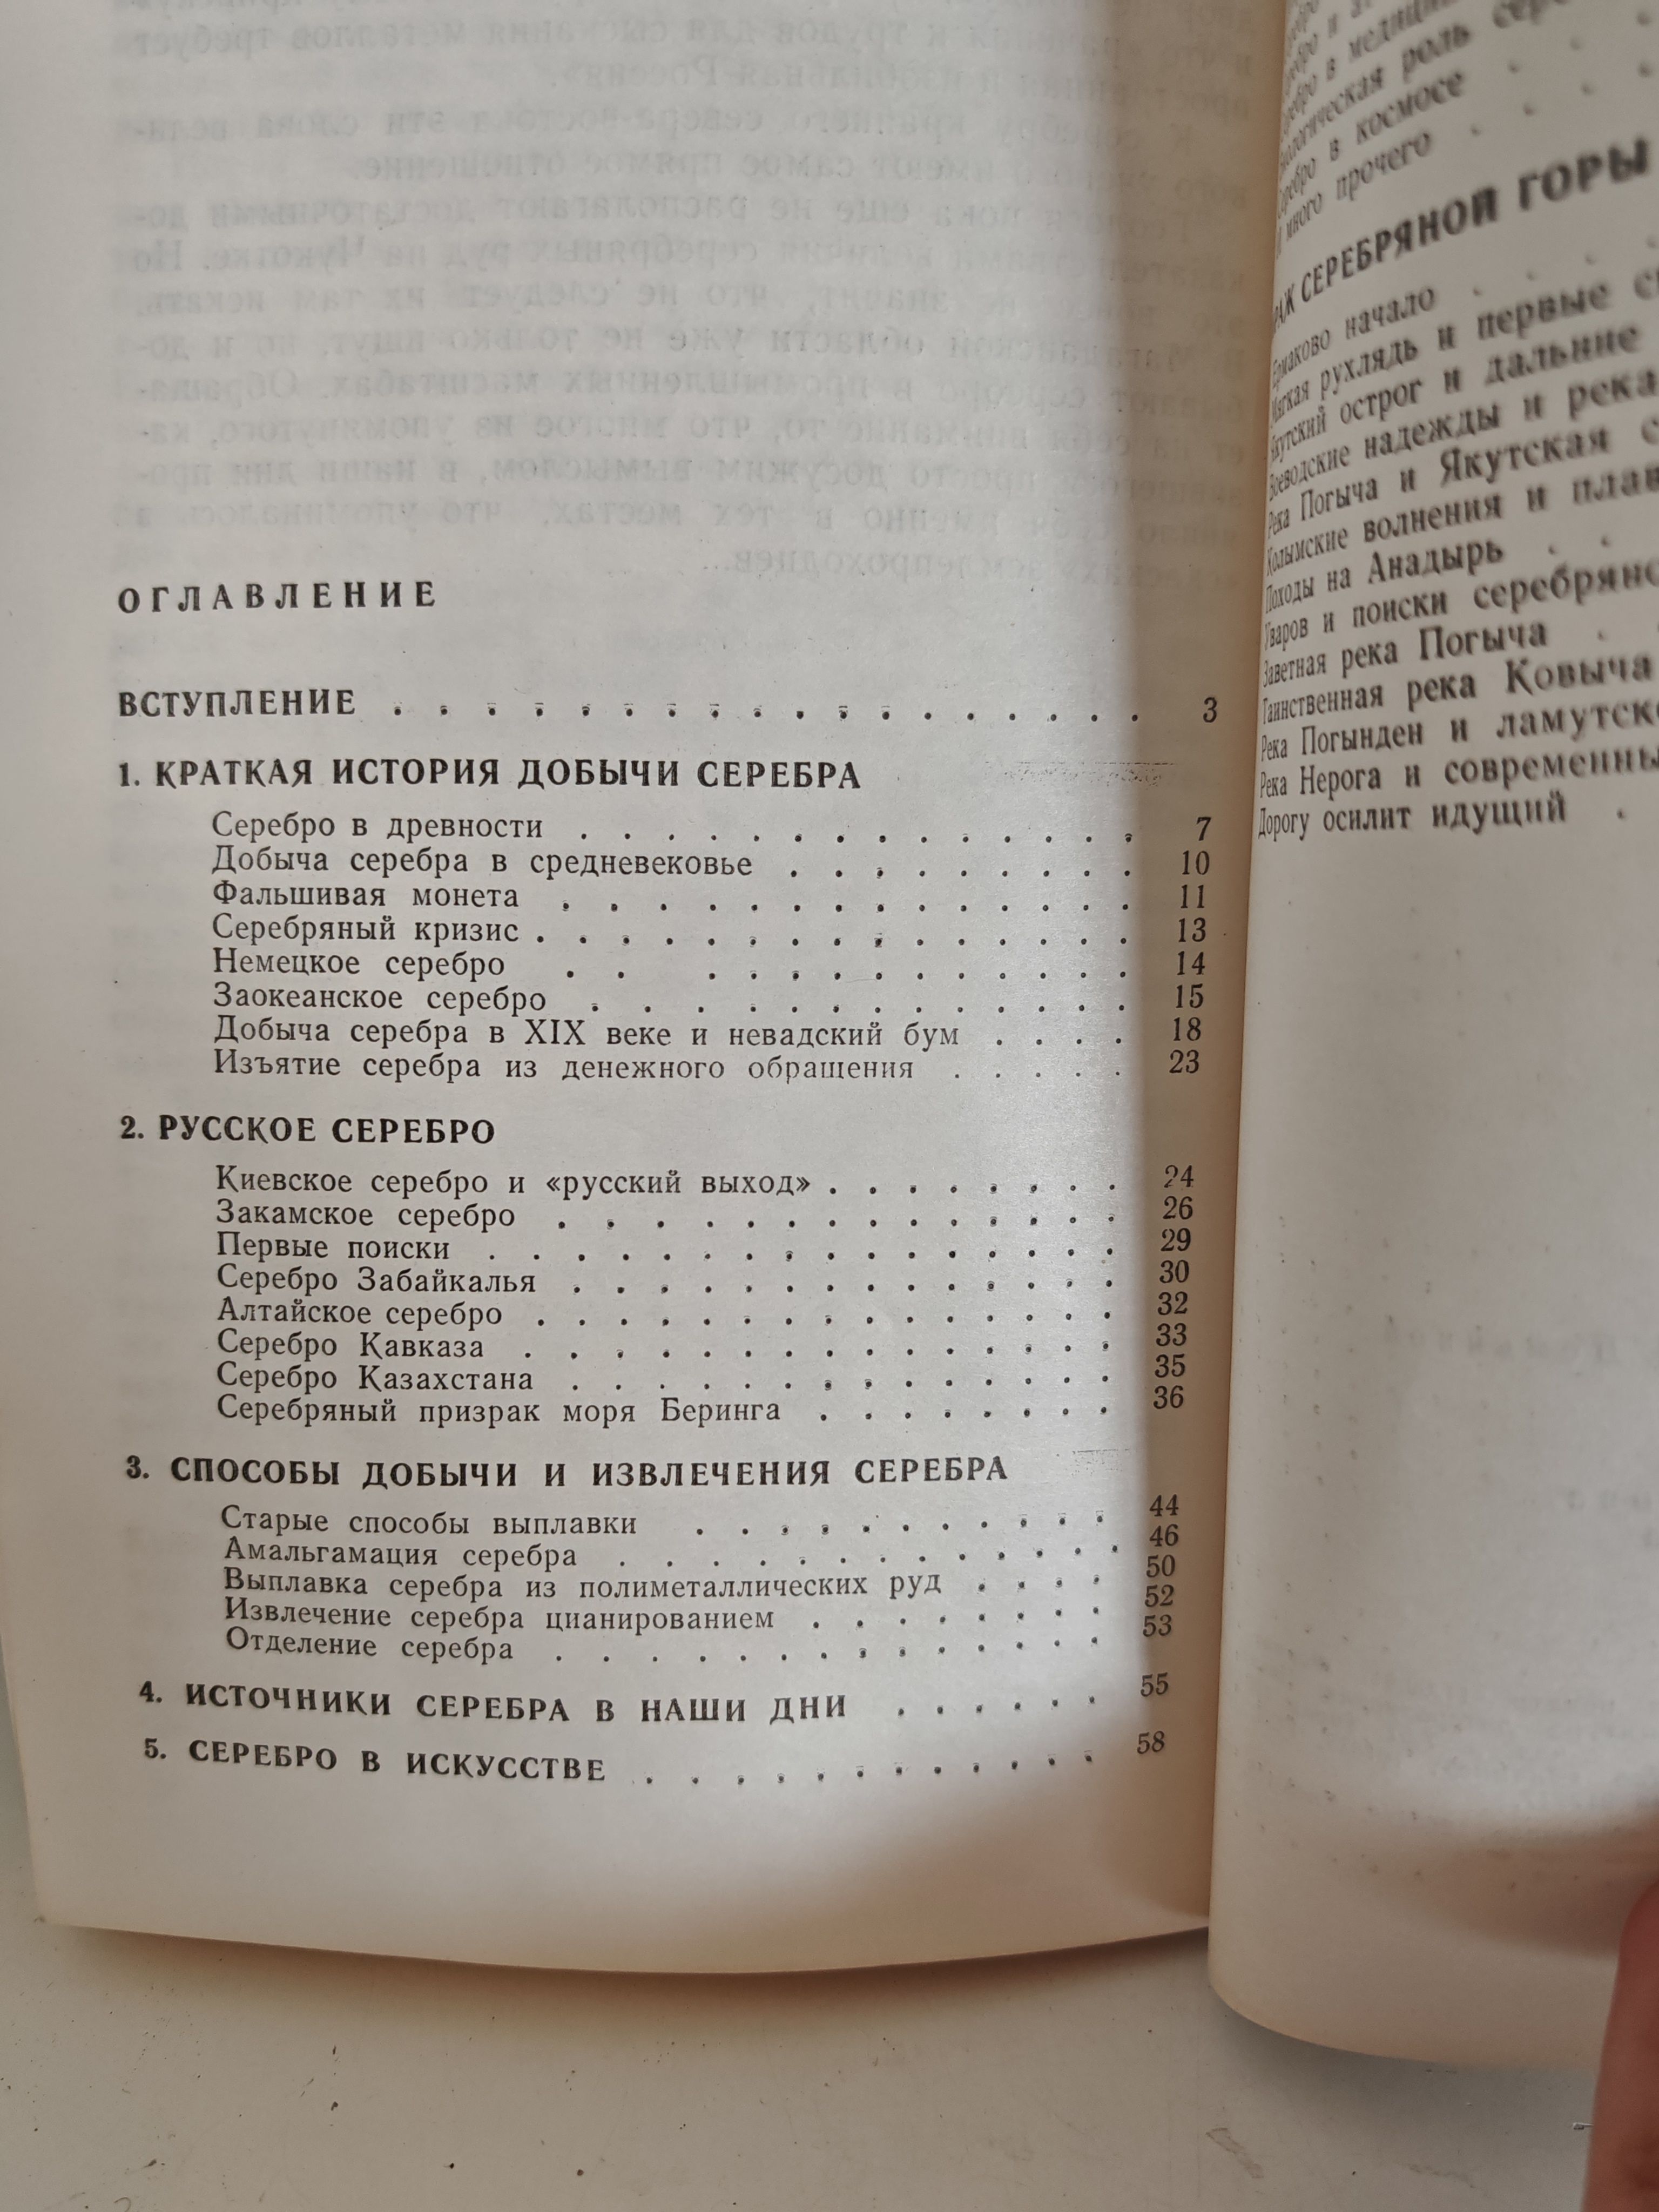 ОГЛАВЛЕНИЕ
ВСТУПЛЕНИЕ . . . . . . . . . . . . . . . . . . 3
1. КРАТКАЯ ИСТОРИЯ ДОБЫЧИ СЕРЕБРА
Серебро в древности . . . . . . . . . . . . . 7
Добыча серебра в средневековье . . . . . . . . . 10
Фальшивая монета . . . . . . . . . . . . . . 11
Серебряный кризис . . . . . . . . . . . . . . 13
Немецкое серебро . . . . . . . . . . . . . 14
Заокеанское серебро . . . . . . . . . . . . . 15
Добыча серебра в XIX веке и невадский бум . . . . 18
Изъятие серебра из денежного обращения . . . . . 23
2. РУССКОЕ СЕРЕБРО
Киевское серебро и «русский выход» . . . . . . . . 24
Закамское серебро . . . . . . . . . . . . . . 26
Первые поиски . . . . . . . . . . . . . . . 29
Серебро Забайкалья . . . . . . . . . . . . . 30
Алтайское серебро . . . . . . . . . . . . . . 32
Серебро Кавказа . . . . . . . . . . . . . . 33
Серебро Казахстана . . . . . . . . . . . . . 35
Серебряный призрак моря Беринга . . . . . . . . 36
3. СПОСОБЫ ДОБЫЧИ И ИЗВЛЕЧЕНИЯ СЕРЕБРА
Старые способы выплавки . . . . . . . . . . . 44
Амальгамация серебра . . . . . . . . . . . . 46
Выплавка серебра из полиметаллических руд . . . . 50
Извлечение серебра цианированием . . . . . . . . 52
Отделение серебра . . . . . . . . . . . . . . 53
4. ИСТОЧНИКИ СЕРЕБРА В НАШИ ДНИ . . . . . . 55
5. СЕРЕБРО В ИСКУССТВЕ . . . . . . . . . . . . 58
в медицин
роль
в космосе
много прочего . . .
СЕРЕБРЯНОЙ ГОРЫ
Ермаково начало . . .
Мягкая рухлядь и первые
Якутский острог и дальние
Воеводские надежды и река
Река Погыча и Якутская
Колымские волнения и
Походы на Анадырь . .
Уваров и поиски
Заветная река Погыча . .
Таинственная река Ковыча
Река Погынден и
Река Нерога и
Дорогу осилит идущий .